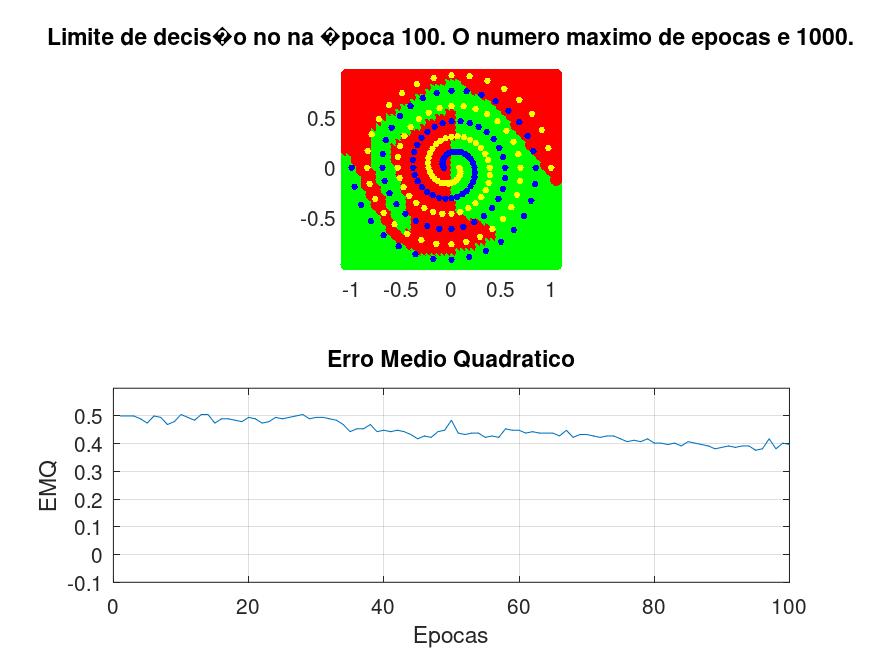 Limite de decis�o no na �poca 100. O numero maximo de epocas e 1000.
0.5
0
-0.5
-1 -0.5 0 0.5 1
Erro Medio Quadratico
0.5
0.4
0.3
0.2
0.1
0
-0.1
EMQ
0 20 40 60 80 100
Epocas